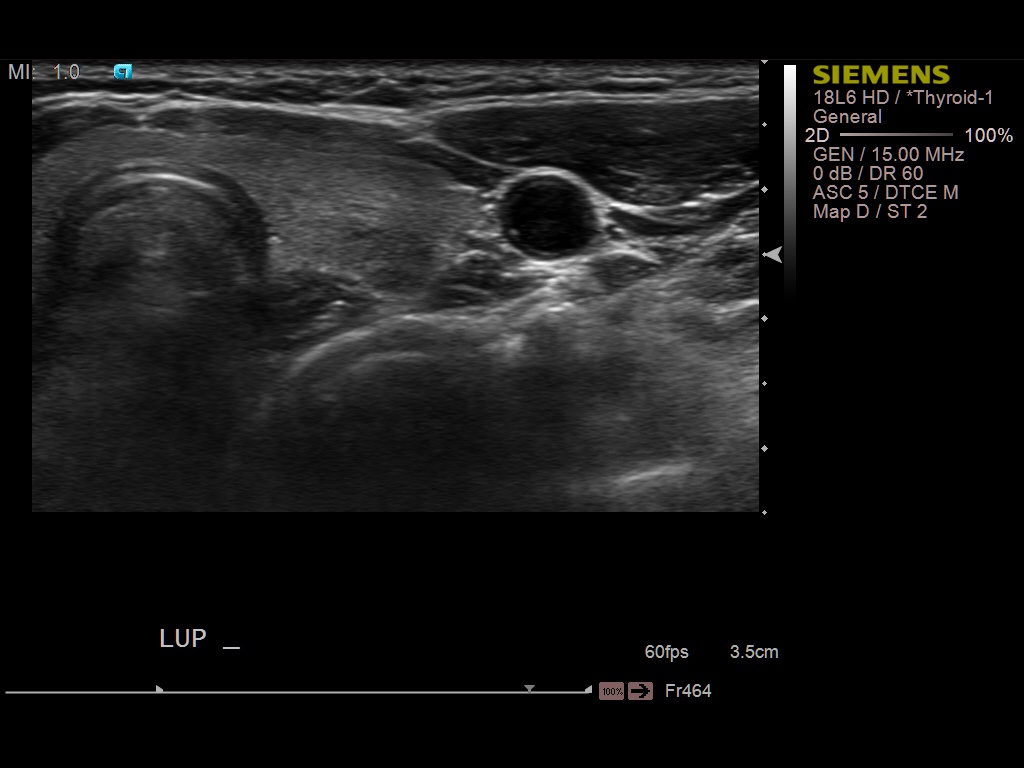 MI: 1.0
SIEMENS
18L6 HD / *Thyroid-1
General
2D 100%
GEN / 15.00 MHz
0 dB / DR 60
ASC 5 / DTCE M
Map D / ST 2
LUP _
60fps 3.5cm
100% Fr464